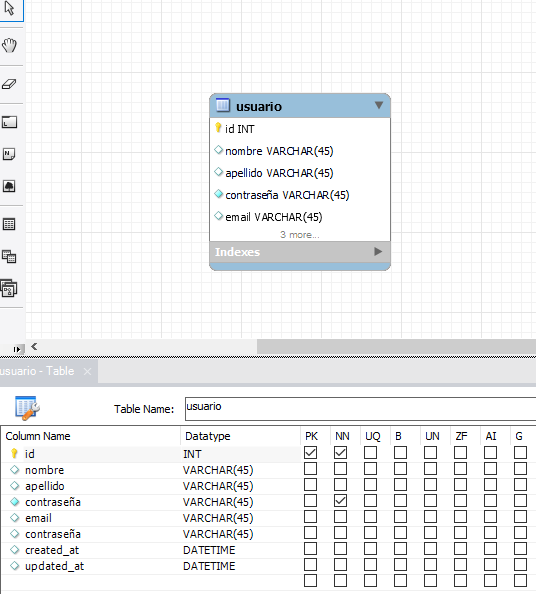 usuario
id INT
nombre VARCHAR(45)
apellido VARCHAR(45)
contraseña VARCHAR(45)
email VARCHAR(45)
3 more...
Indexes
usuario - Table
Table Name: usuario
Column Name Datatype PK NN UQ B UN ZF AI G
id INT
nombre VARCHAR(45)
apellido VARCHAR(45)
contraseña VARCHAR(45)
email VARCHAR(45)
contraseña VARCHAR(45)
created_at DATETIME
updated_at DATETIME